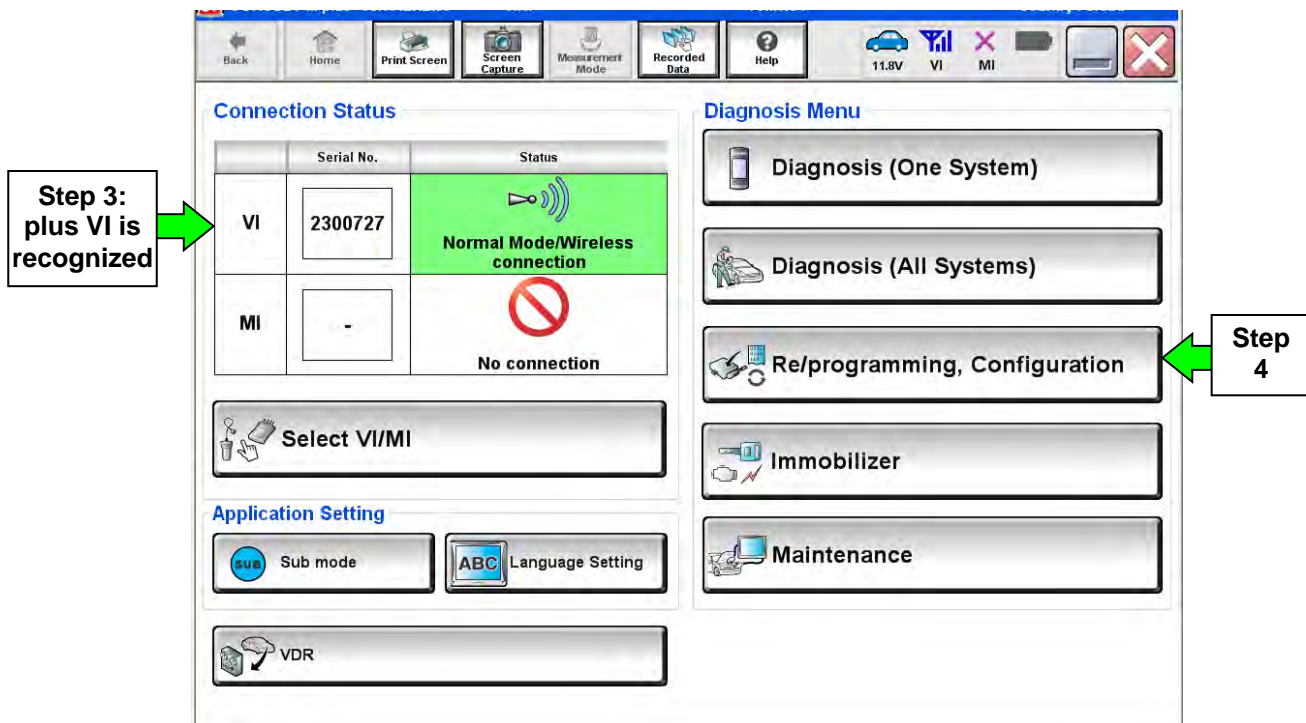 Back
Home
Print Screen
Screen
Capture
Measurement
Mode
Recorded
Data
Help
11.8V
VI
MI
Connection Status
Serial No.
Status
VI
2300727
Normal Mode/Wireless
connection
MI
-
No connection
Select VI/MI
Application Setting
SUB
Sub mode
ABC
Language Setting
VDR
Diagnosis Menu
Diagnosis (One System)
Diagnosis (All Systems)
Re/programming, Configuration
Immobilizer
Maintenance
Step 3:
plus VI is
recognized
Step
4